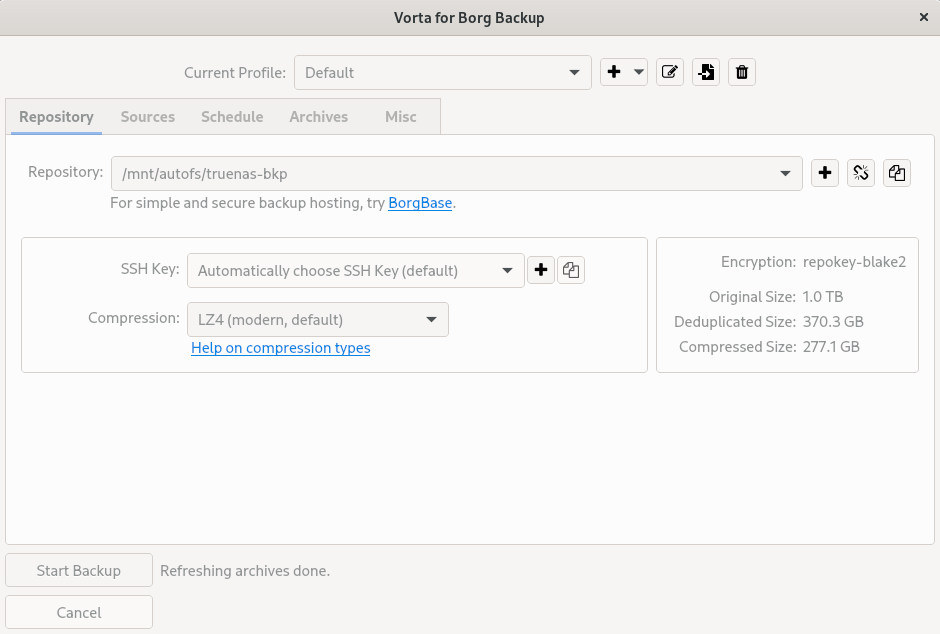 Vorta for Borg Backup
Current Profile: Default
Repository Sources Schedule Archives Misc
Repository: /mnt/autofs/truenas-bkp
For simple and secure backup hosting, try BorgBase.
SSH Key: Automatically choose SSH Key (default)
Compression: LZ4 (modern, default)
Help on compression types
Encryption: repokey-blake2
Original Size: 1.0 TB
Deduplicated Size: 370.3 GB
Compressed Size: 277.1 GB
Start Backup Refreshing archives done.
Cancel